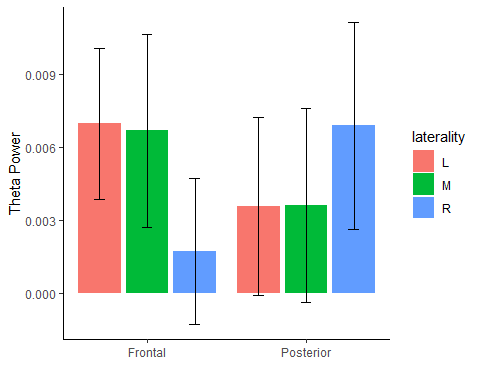 Theta Power
0.009
0.006
0.003
0.000
Frontal
Posterior
laterality
L
M
R